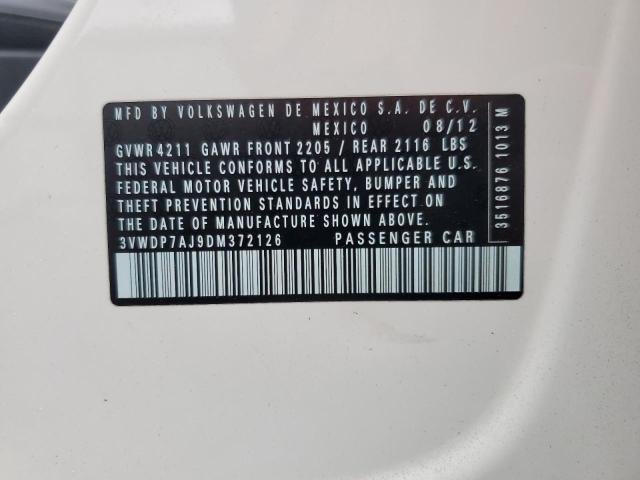 MFD BY VOLKSWAGEN DE MEXICO S.A. DE C.V.
MEXICO 08/12
GVWR 4211 GAWR FRONT 2205 / REAR 2116 LBS
THIS VEHICLE CONFORMS TO ALL APPLICABLE U.S.
FEDERAL MOTOR VEHICLE SAFETY, BUMPER AND
THEFT PREVENTION STANDARDS IN EFFECT ON
THE DATE OF MANUFACTURE SHOWN ABOVE.
3VWDP7AJ9DM372126 PASSENGER CAR
3516876 1013 M